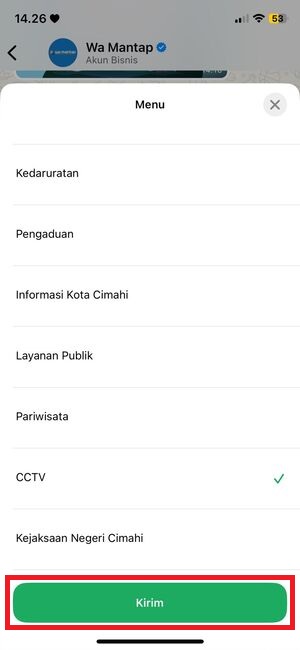 14.26
53
Wa Mantap
Akun Bisnis
Menu
Kedaruratan
Pengaduan
Informasi Kota Cimahi
Layanan Publik
Pariwisata
CCTV
Kejaksaan Negeri Cimahi
Kirim